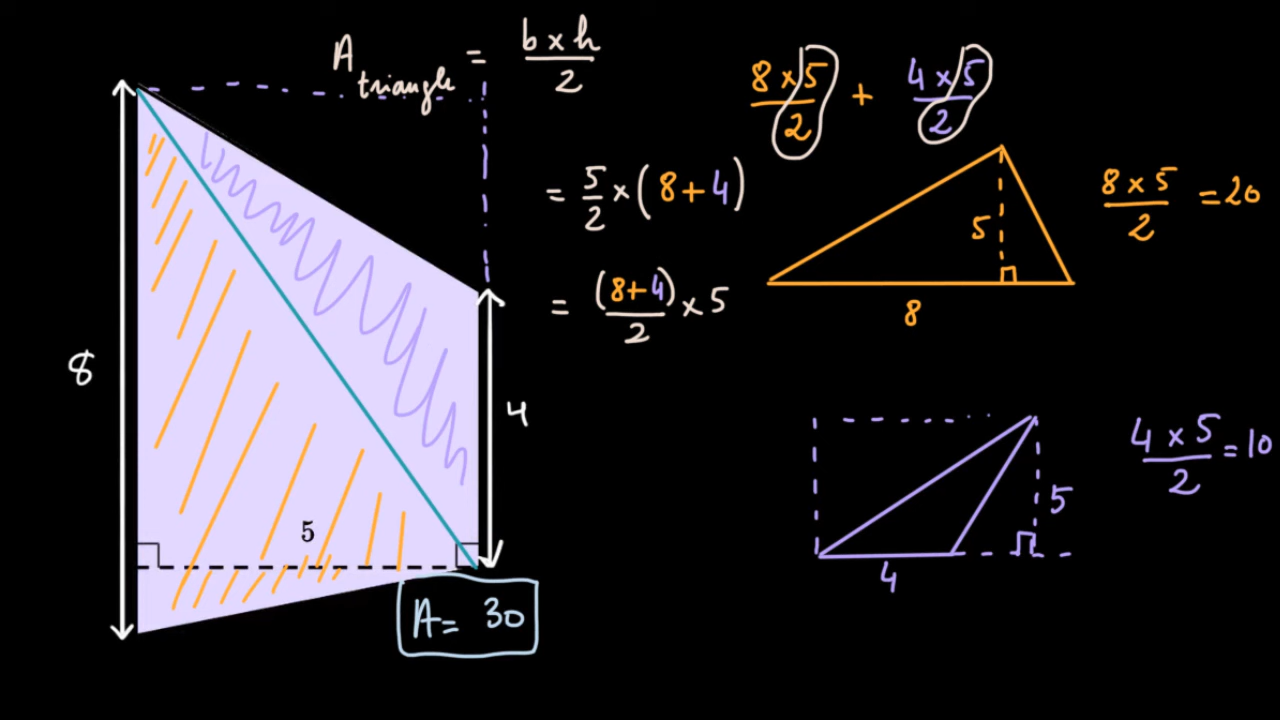 A triangle = b x h / 2
8 x 5 / 2 + 4 x 5 / 2
= 5/2 x (8+4)
= (8+4)/2 x 5
5
8
8 x 5 / 2 = 20
8
4
5
A= 30
5
4
4 x 5 / 2 = 10